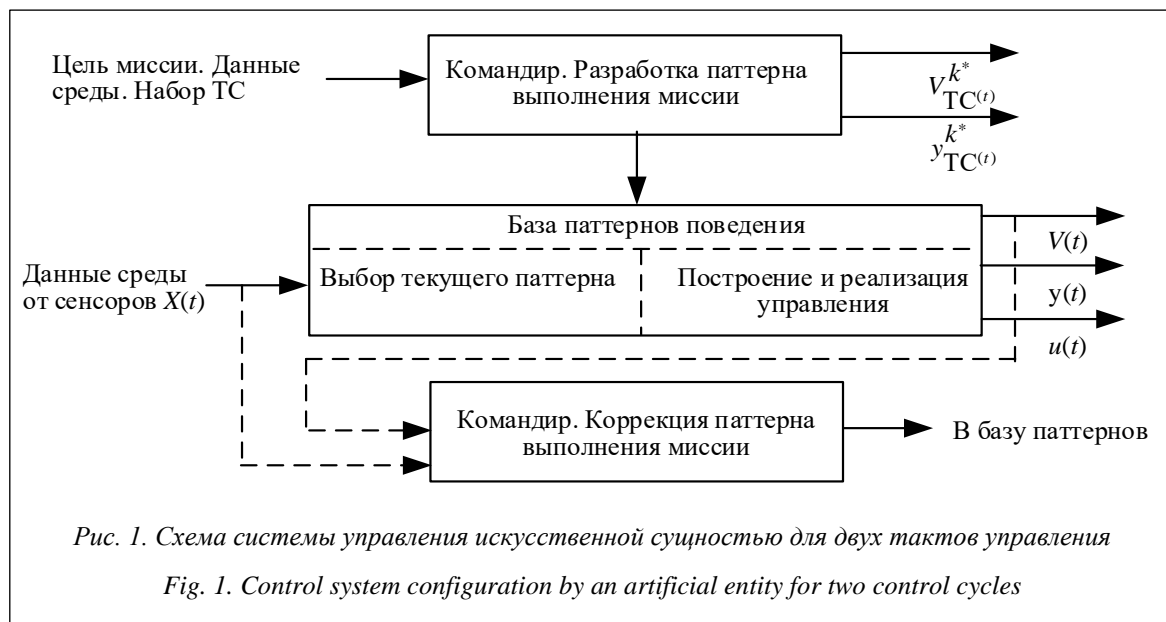 Цель миссии. Данные
среды. Набор ТС
Командир. Разработка паттерна
выполнения миссии
V^{k*}_{ТС(t)}
y^{k*}_{ТС(t)}
База паттернов поведения
Данные среды
от сенсоров X(t)
Выбор текущего паттерна
Построение и реализация
управления
V(t)
y(t)
u(t)
Командир. Коррекция паттерна
выполнения миссии
В базу паттернов
Рис. 1. Схема системы управления искусственной сущностью для двух тактов управления
Fig. 1. Control system configuration by an artificial entity for two control cycles